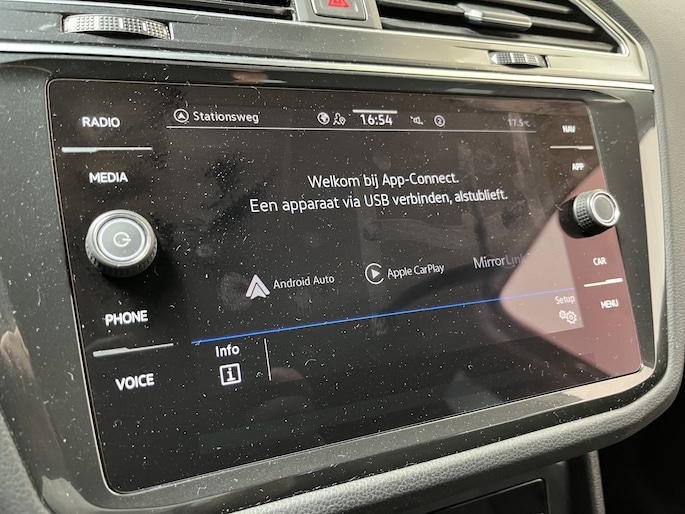 RADIO
MEDIA
PHONE
VOICE
Stationsweg
16:54
2
17.5°C
Welkom bij App-Connect.
Een apparaat via USB verbinden, alstublieft.
Android Auto
Apple CarPlay
MirrorLink
Setup
Info
i
NAV
APP
CAR
MENU